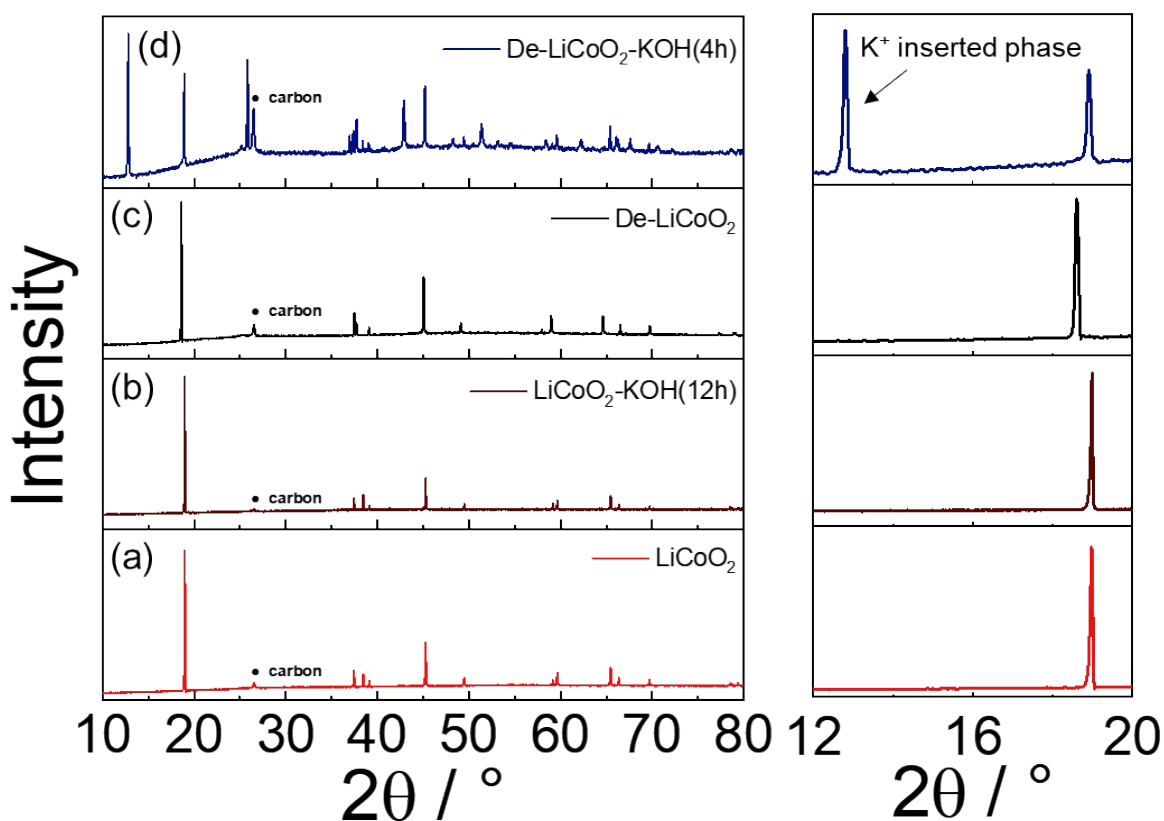 (d)
De-LiCoO₂-KOH(4h)
• carbon
K⁺ inserted phase
(c)
De-LiCoO₂
• carbon
(b)
LiCoO₂-KOH(12h)
• carbon
(a)
LiCoO₂
• carbon
Intensity
10 20 30 40 50 60 70 80
2θ / °
12 16 20
2θ / °